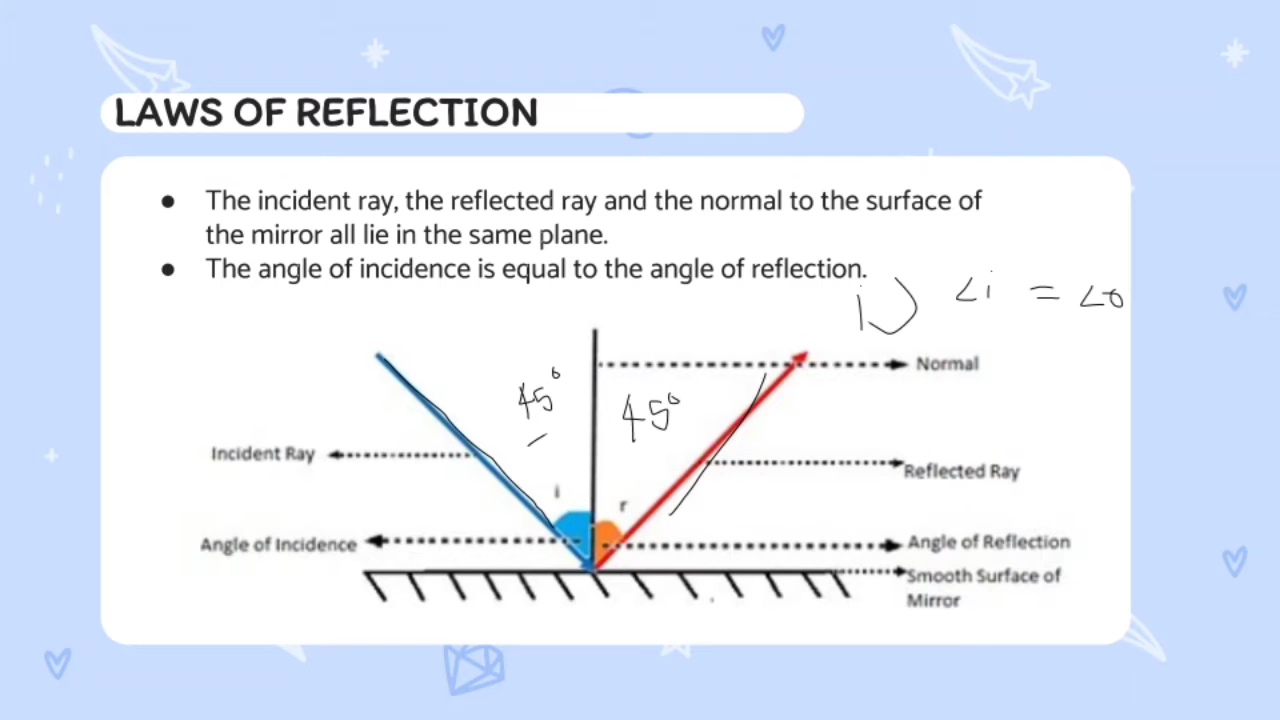 LAWS OF REFLECTION
● The incident ray, the reflected ray and the normal to the surface of
the mirror all lie in the same plane.
● The angle of incidence is equal to the angle of reflection.
i) ∠i = ∠o
Normal
45° 45°
Incident Ray
Reflected Ray
i r
Angle of Incidence
Angle of Reflection
Smooth Surface of
Mirror